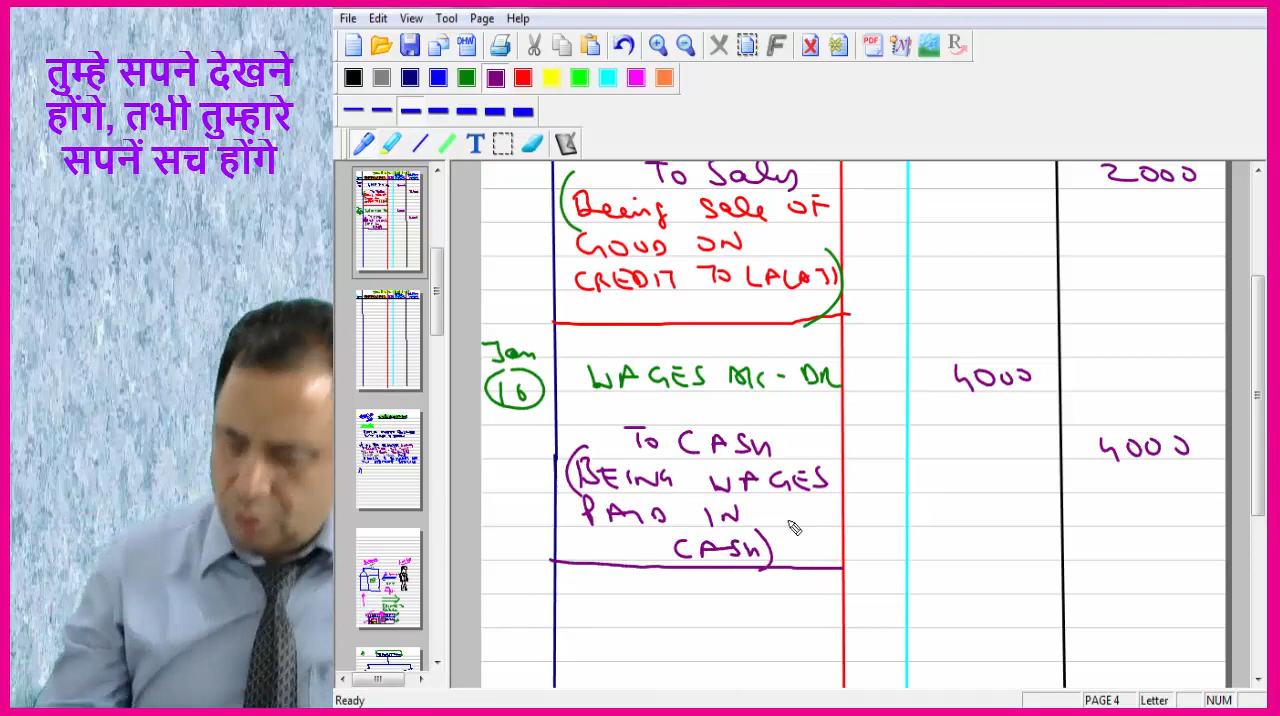 तुम्हे सपने देखने
होंगे, तभी तुम्हारे
सपनें सच होंगे
File Edit View Tool Page Help
To Sales 2000
(Being sale of
GOOD ON
CREDIT TO LALAJI)
Jan
16 WAGES A/C - DR 4000
To CASH 4000
(BEING WAGES
PAID IN
CASH)
Ready PAGE 4 Letter NUM